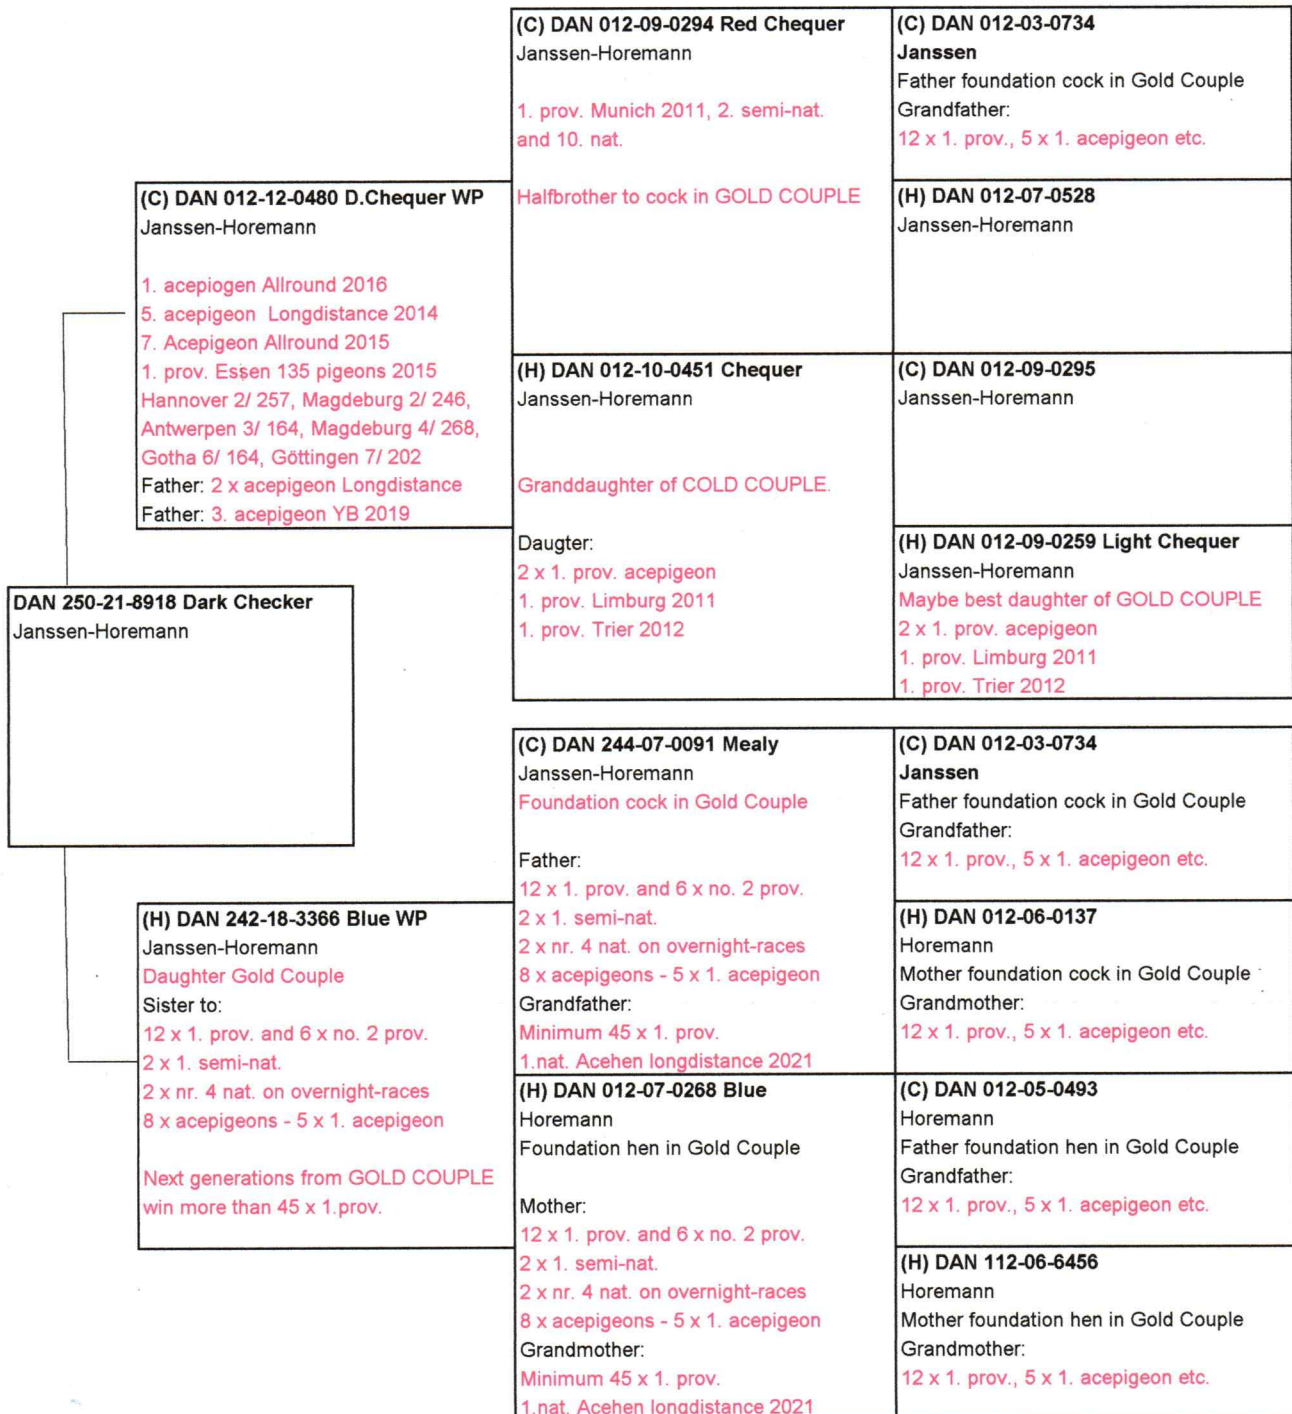 DAN 250-21-8918 Dark Checker
Janssen-Horemann
(C) DAN 012-12-0480 D.Chequer WP
Janssen-Horemann
1. acepiogen Allround 2016
5. acepigeon  Longdistance 2014
7. Acepigeon Allround 2015
1. prov. Essen 135 pigeons 2015
Hannover 2/ 257, Magdeburg 2/ 246,
Antwerpen 3/ 164, Magdeburg 4/ 268,
Gotha 6/ 164, Göttingen 7/ 202
Father: 2 x acepigeon Longdistance
Father: 3. acepigeon YB 2019
(H) DAN 242-18-3366 Blue WP
Janssen-Horemann
Daughter Gold Couple
Sister to:
12 x 1. prov. and 6 x no. 2 prov.
2 x 1. semi-nat.
2 x nr. 4 nat. on overnight-races
8 x acepigeons - 5 x 1. acepigeon
Next generations from GOLD COUPLE
win more than 45 x 1.prov.
(C) DAN 012-09-0294 Red Chequer
Janssen-Horemann
1. prov. Munich 2011, 2. semi-nat.
and 10. nat.
Halfbrother to cock in GOLD COUPLE
(H) DAN 012-10-0451 Chequer
Janssen-Horemann
Granddaughter of COLD COUPLE.
Daugter:
2 x 1. prov. acepigeon
1. prov. Limburg 2011
1. prov. Trier 2012
(C) DAN 244-07-0091 Mealy
Janssen-Horemann
Foundation cock in Gold Couple
Father:
12 x 1. prov. and 6 x no. 2 prov.
2 x 1. semi-nat.
2 x nr. 4 nat. on overnight-races
8 x acepigeons - 5 x 1. acepigeon
Grandfather:
Minimum 45 x 1. prov.
1.nat. Acehen longdistance 2021
(H) DAN 012-07-0268 Blue
Horemann
Foundation hen in Gold Couple
Mother:
12 x 1. prov. and 6 x no. 2 prov.
2 x 1. semi-nat.
2 x nr. 4 nat. on overnight-races
8 x acepigeons - 5 x 1. acepigeon
Grandmother:
Minimum 45 x 1. prov.
1.nat. Acehen longdistance 2021
(C) DAN 012-03-0734
Janssen
Father foundation cock in Gold Couple
Grandfather:
12 x 1. prov., 5 x 1. acepigeon etc.
(H) DAN 012-07-0528
Janssen-Horemann
(C) DAN 012-09-0295
Janssen-Horemann
(H) DAN 012-09-0259 Light Chequer
Janssen-Horemann
Maybe best daughter of GOLD COUPLE
2 x 1. prov. acepigeon
1. prov. Limburg 2011
1. prov. Trier 2012
(C) DAN 012-03-0734
Janssen
Father foundation cock in Gold Couple
Grandfather:
12 x 1. prov., 5 x 1. acepigeon etc.
(H) DAN 012-06-0137
Horemann
Mother foundation cock in Gold Couple
Grandmother:
12 x 1. prov., 5 x 1. acepigeon etc.
(C) DAN 012-05-0493
Horemann
Father foundation hen in Gold Couple
Grandfather:
12 x 1. prov., 5 x 1. acepigeon etc.
(H) DAN 112-06-6456
Horemann
Mother foundation hen in Gold Couple
Grandmother:
12 x 1. prov., 5 x 1. acepigeon etc.